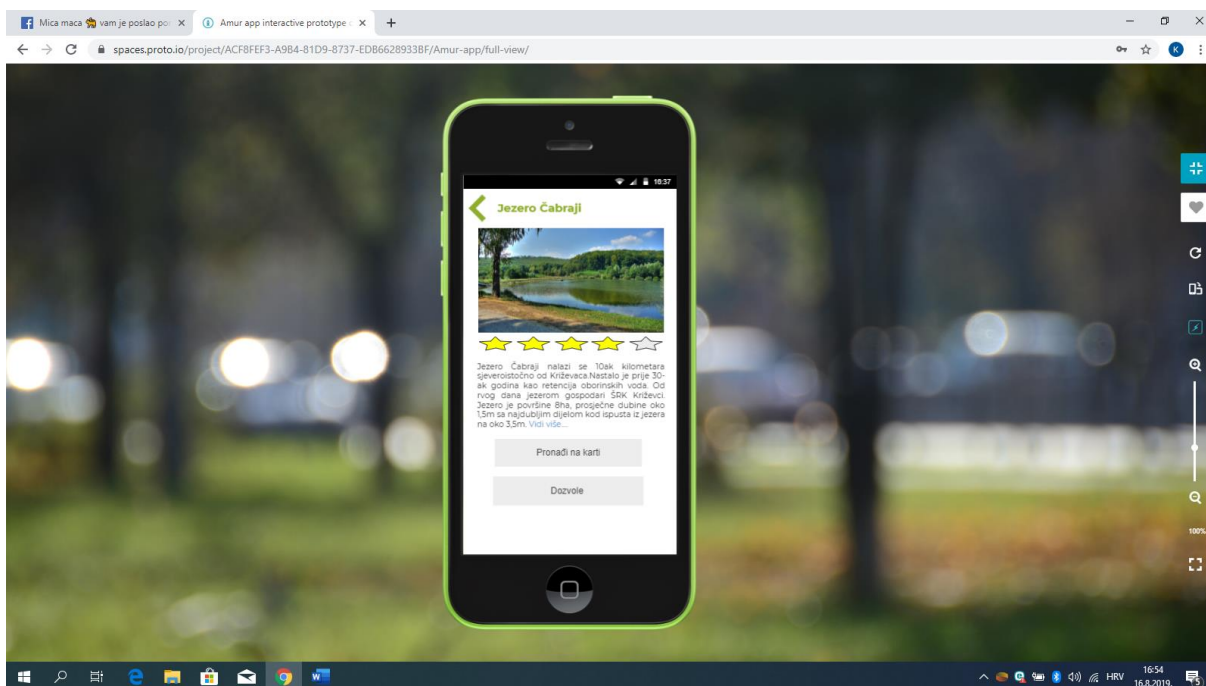 Mica maca vam je poslao po
Amur app interactive prototype
spaces.proto.io/project/ACF8FEF3-A9B4-81D9-8737-EDB6628933BF/Amur-app/full-view/
K
16:37
Jezero Čabraji
Jezero Čabraji nalazi se 10ak kilometara
sjeveroistočno od Križevaca.Nastalo je prije 30-
ak godina kao retencija oborinskih voda. Od
rvog dana jezerom gospodari ŠRK Križevci.
Jezero je površine 8ha, prosječne dubine oko
1,5m sa najdubljim dijelom kod ispusta iz jezera
na oko 3,5m. Vidi više...
Pronađi na karti
Dozvole
100%
HRV
16:54
16.8.2019.
5